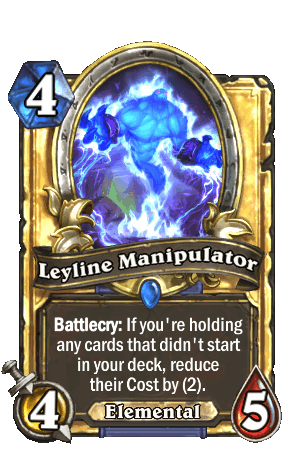 4
Leyline Manipulator
Battlecry: If you're holding
any cards that didn't start
in your deck, reduce
their Cost by (2).
4
Elemental
5